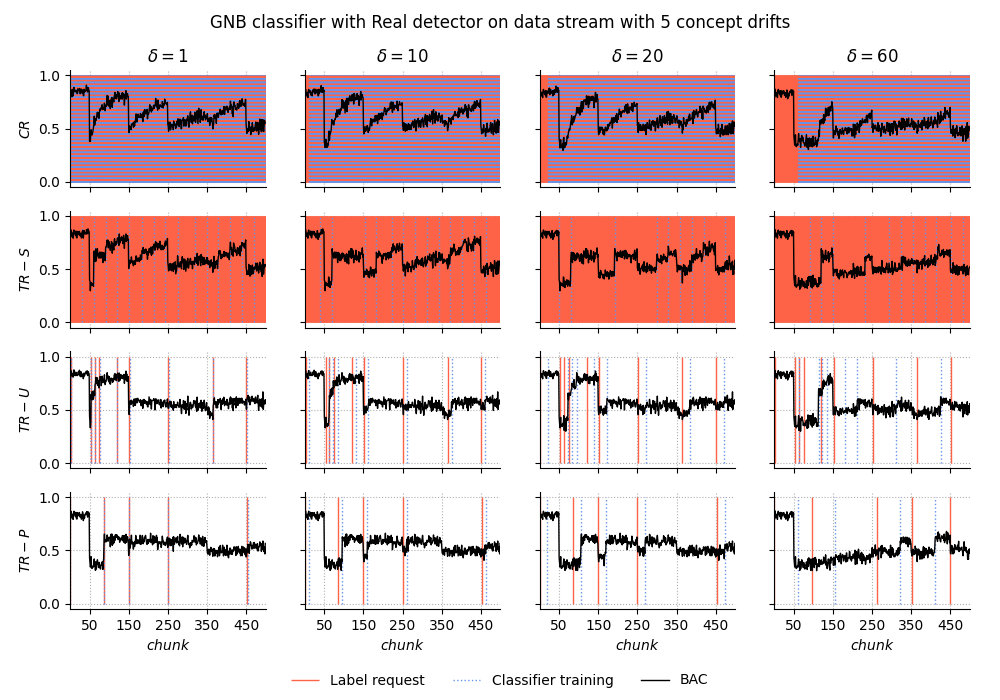 GNB classifier with Real detector on data stream with 5 concept drifts
δ = 1
δ = 10
δ = 20
δ = 60
CR
1.0
0.5
0.0
TR − S
1.0
0.5
0.0
TR − U
1.0
0.5
0.0
TR − P
1.0
0.5
0.0
50 150 250 350 450
50 150 250 350 450
50 150 250 350 450
50 150 250 350 450
chunk
chunk
chunk
chunk
Label request
Classifier training
BAC